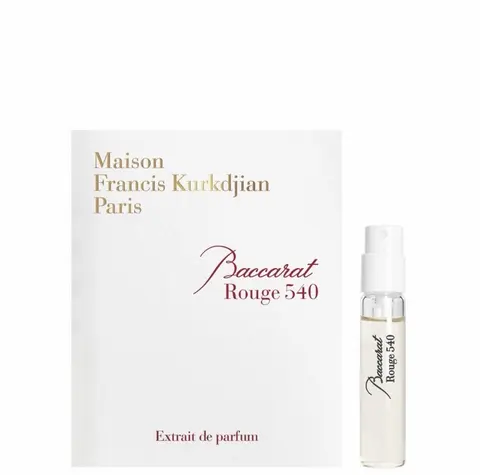 Maison
Francis Kurkdjian
Paris
Baccarat
Rouge 540
Extrait de parfum
Baccarat
Rouge 540